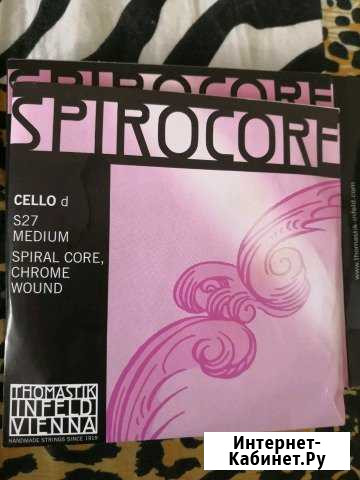 SPIROCORE
SPIROCORE
CELLO d
S27
MEDIUM
SPIRAL CORE,
CHROME
WOUND
THOMASTIK
INFELD
VIENNA
HANDMADE STRINGS SINCE 1919
www.thomastik-infeld.com
Интернет-
Кабинет.Ру